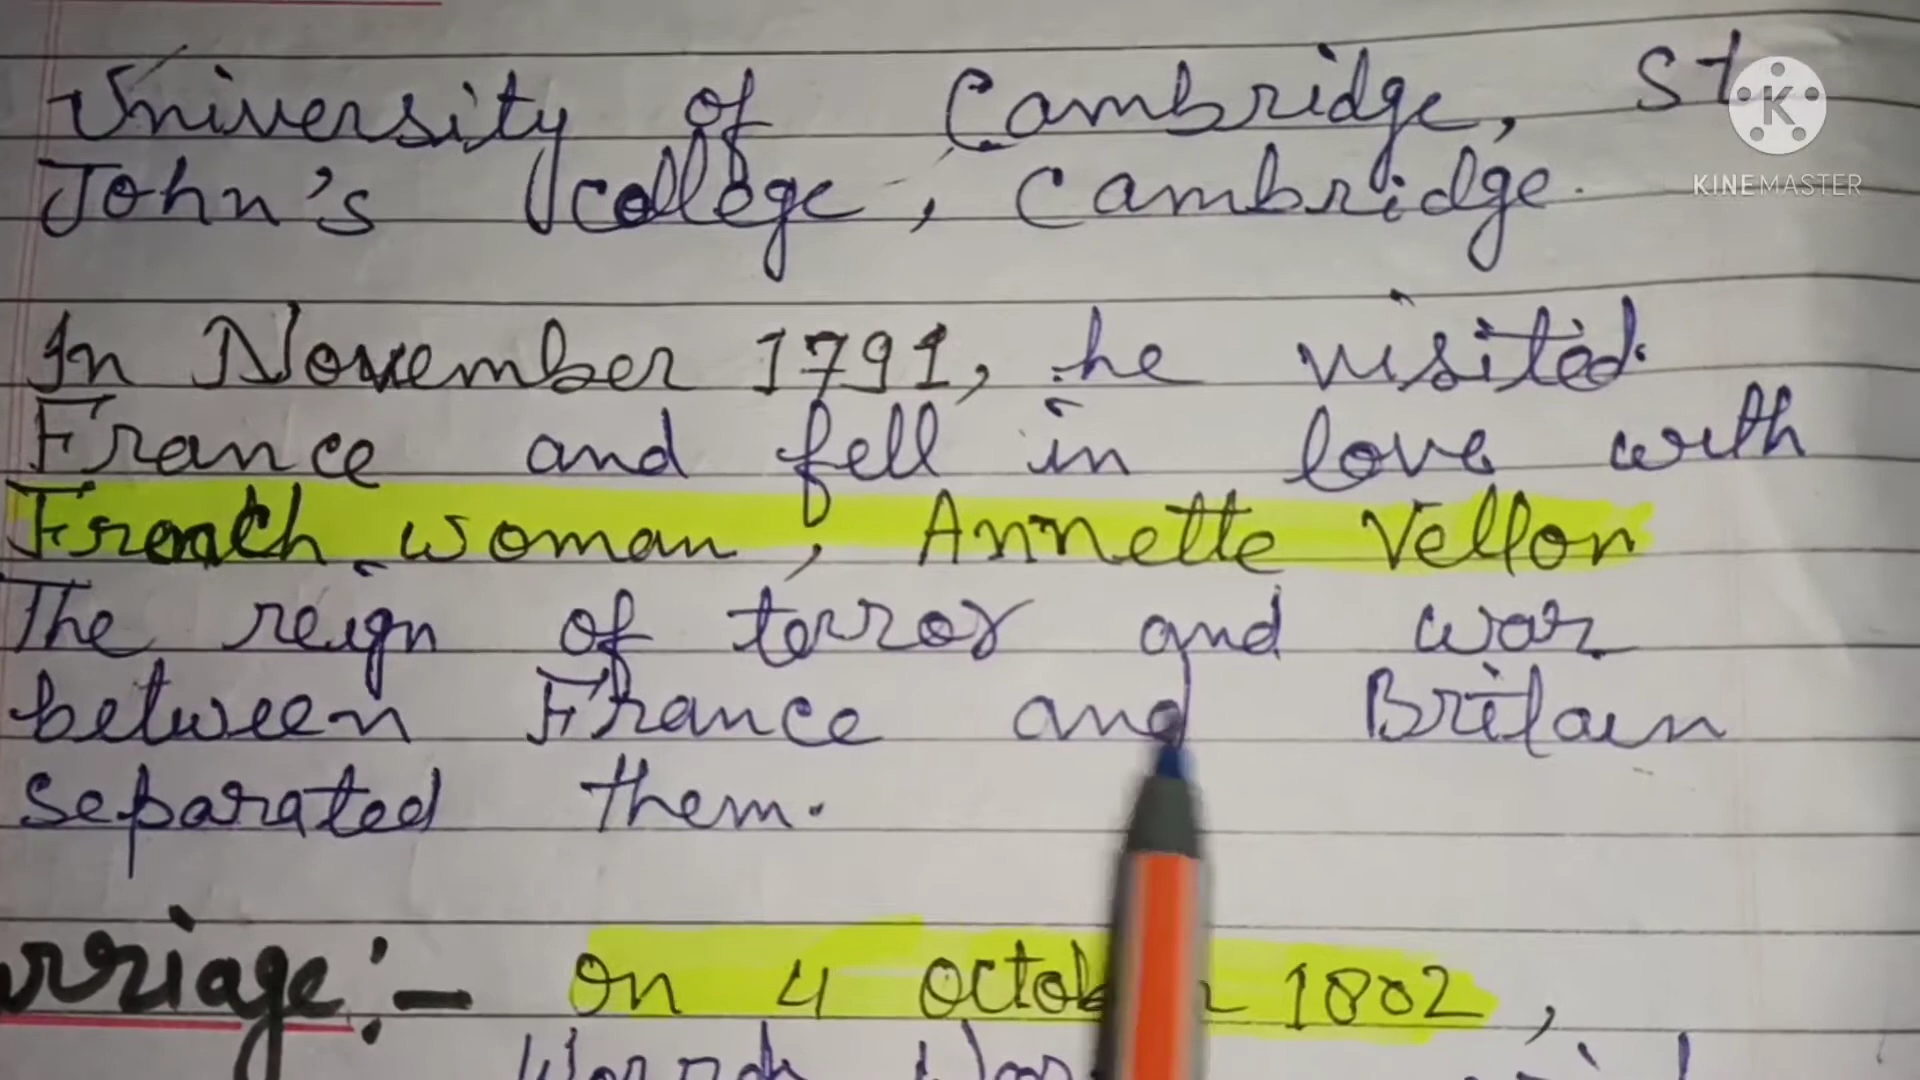 University of Cambridge, St
John's College, Cambridge.
In November 1791, he visited
France and fell in love with
French woman, Annette Vellon
The reign of terror and war
between France and Britain
separated them.
rriage:- On 4 October 1802,
KINEMASTER